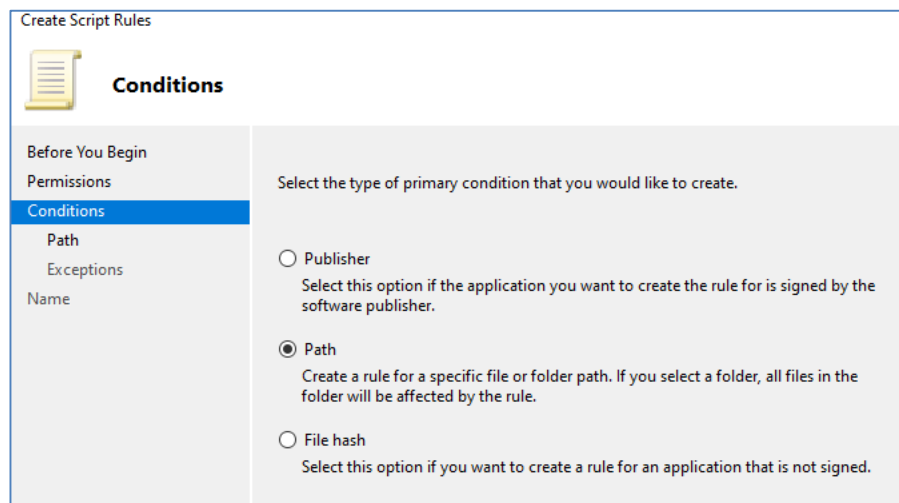 Create Script Rules
Conditions
Before You Begin
Permissions
Conditions
Path
Exceptions
Name
Select the type of primary condition that you would like to create.
Publisher
Select this option if the application you want to create the rule for is signed by the
software publisher.
Path
Create a rule for a specific file or folder path. If you select a folder, all files in the
folder will be affected by the rule.
File hash
Select this option if you want to create a rule for an application that is not signed.